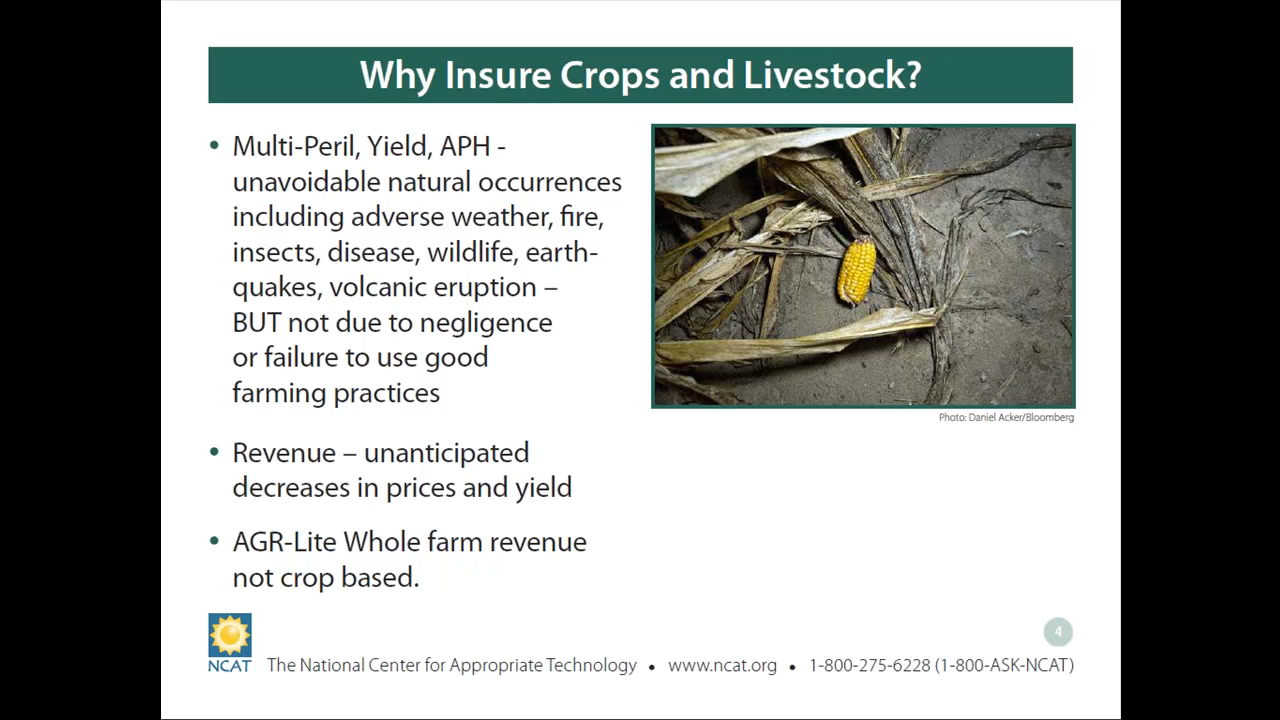 Why Insure Crops and Livestock?
• Multi-Peril, Yield, APH -
unavoidable natural occurrences
including adverse weather, fire,
insects, disease, wildlife, earth-
quakes, volcanic eruption –
BUT not due to negligence
or failure to use good
farming practices
Photo: Daniel Acker/Bloomberg
• Revenue – unanticipated
decreases in prices and yield
• AGR-Lite Whole farm revenue
not crop based.
4
NCAT
The National Center for Appropriate Technology • www.ncat.org • 1-800-275-6228 (1-800-ASK-NCAT)